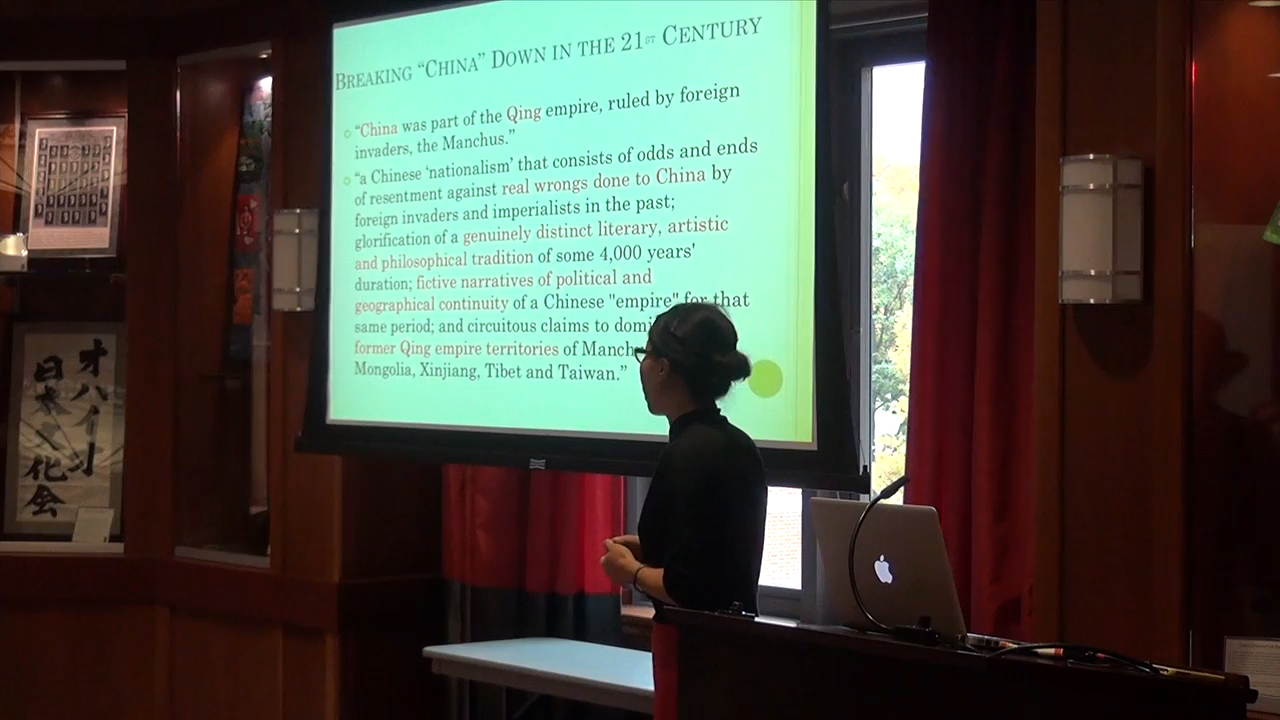 BREAKING “CHINA” DOWN IN THE 21ST CENTURY
“China was part of the Qing empire, ruled by foreign
invaders, the Manchus.”
“a Chinese 'nationalism' that consists of odds and ends
of resentment against real wrongs done to China by
foreign invaders and imperialists in the past;
glorification of a genuinely distinct literary, artistic
and philosophical tradition of some 4,000 years'
duration; fictive narratives of political and
geographical continuity of a Chinese "empire" for that
same period; and circuitous claims to
former Qing empire territories of
Mongolia, Xinjiang, Tibet and Taiwan.”
オハイオ
日本文化会